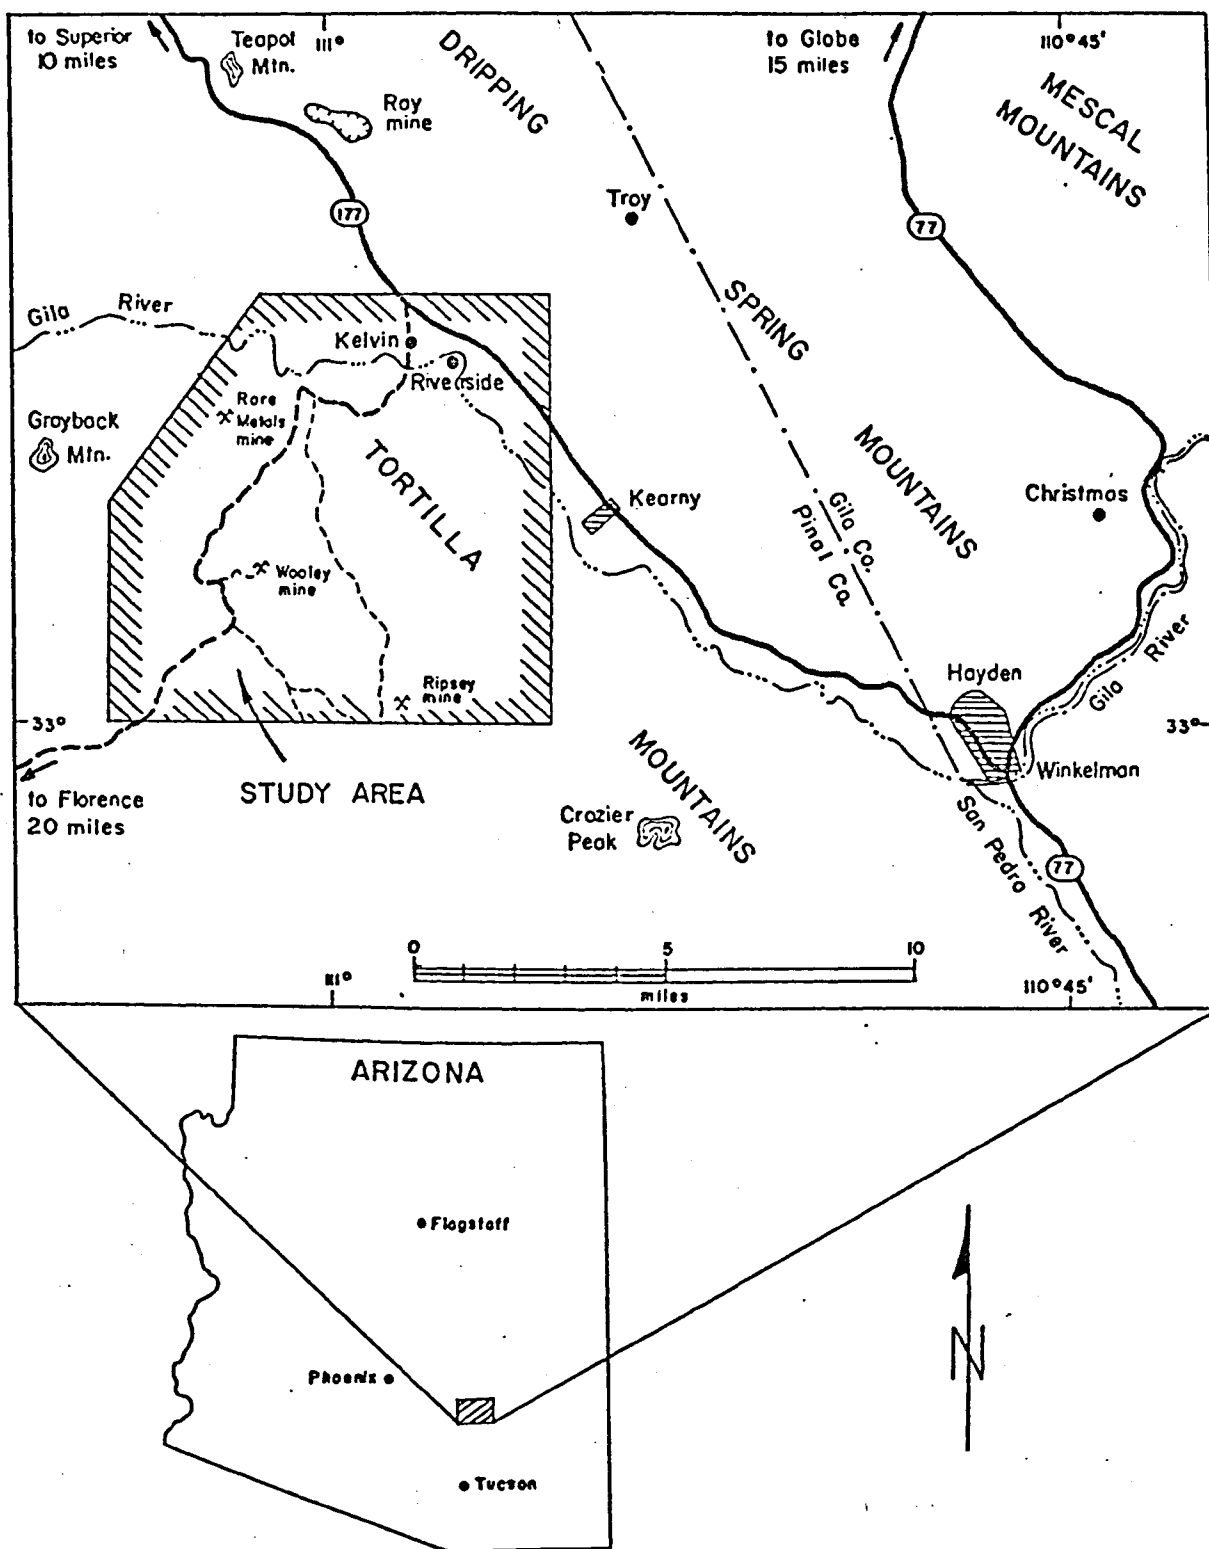 to Superior
10 miles
Teapot
Mtn.
111°
DRIPPING
to Globe
15 miles
110°45'
MESCAL
MOUNTAINS
Ray
mine
177
Troy
77
Gila River
SPRING
Kelvin
Riverside
Rare
Metals
mine
Grayback
Mtn.
TORTILLA
MOUNTAINS
Kearny
Christmas
Gila Co.
Pinal Co.
Wooley
mine
Ripsey
mine
Hayden
Gila River
33°
33°
Winkelman
MOUNTAINS
STUDY AREA
to Florence
20 miles
Crozier
Peak
San Pedro River
77
0 5 10
miles
111°
110°45'
ARIZONA
Flagstaff
Phoenix
Tucson
N